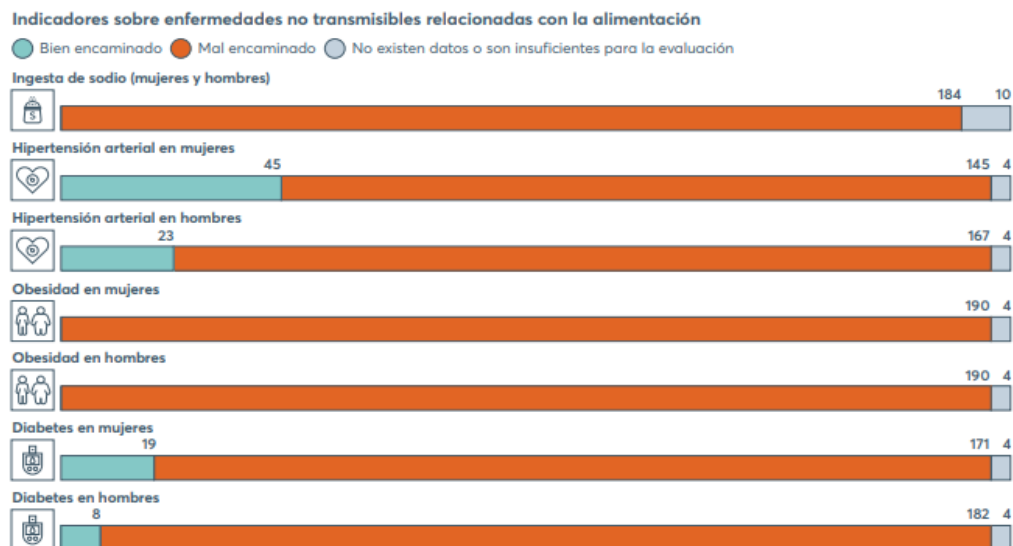 Indicadores sobre enfermedades no transmisibles relacionadas con la alimentación
Bien encaminado Mal encaminado No existen datos o son insuficientes para la evaluación
Ingesta de sodio (mujeres y hombres)
184 10
S
Hipertensión arterial en mujeres
45 145 4
Hipertensión arterial en hombres
23 167 4
Obesidad en mujeres
190 4
Obesidad en hombres
190 4
Diabetes en mujeres
19 171 4
Diabetes en hombres
8 182 4